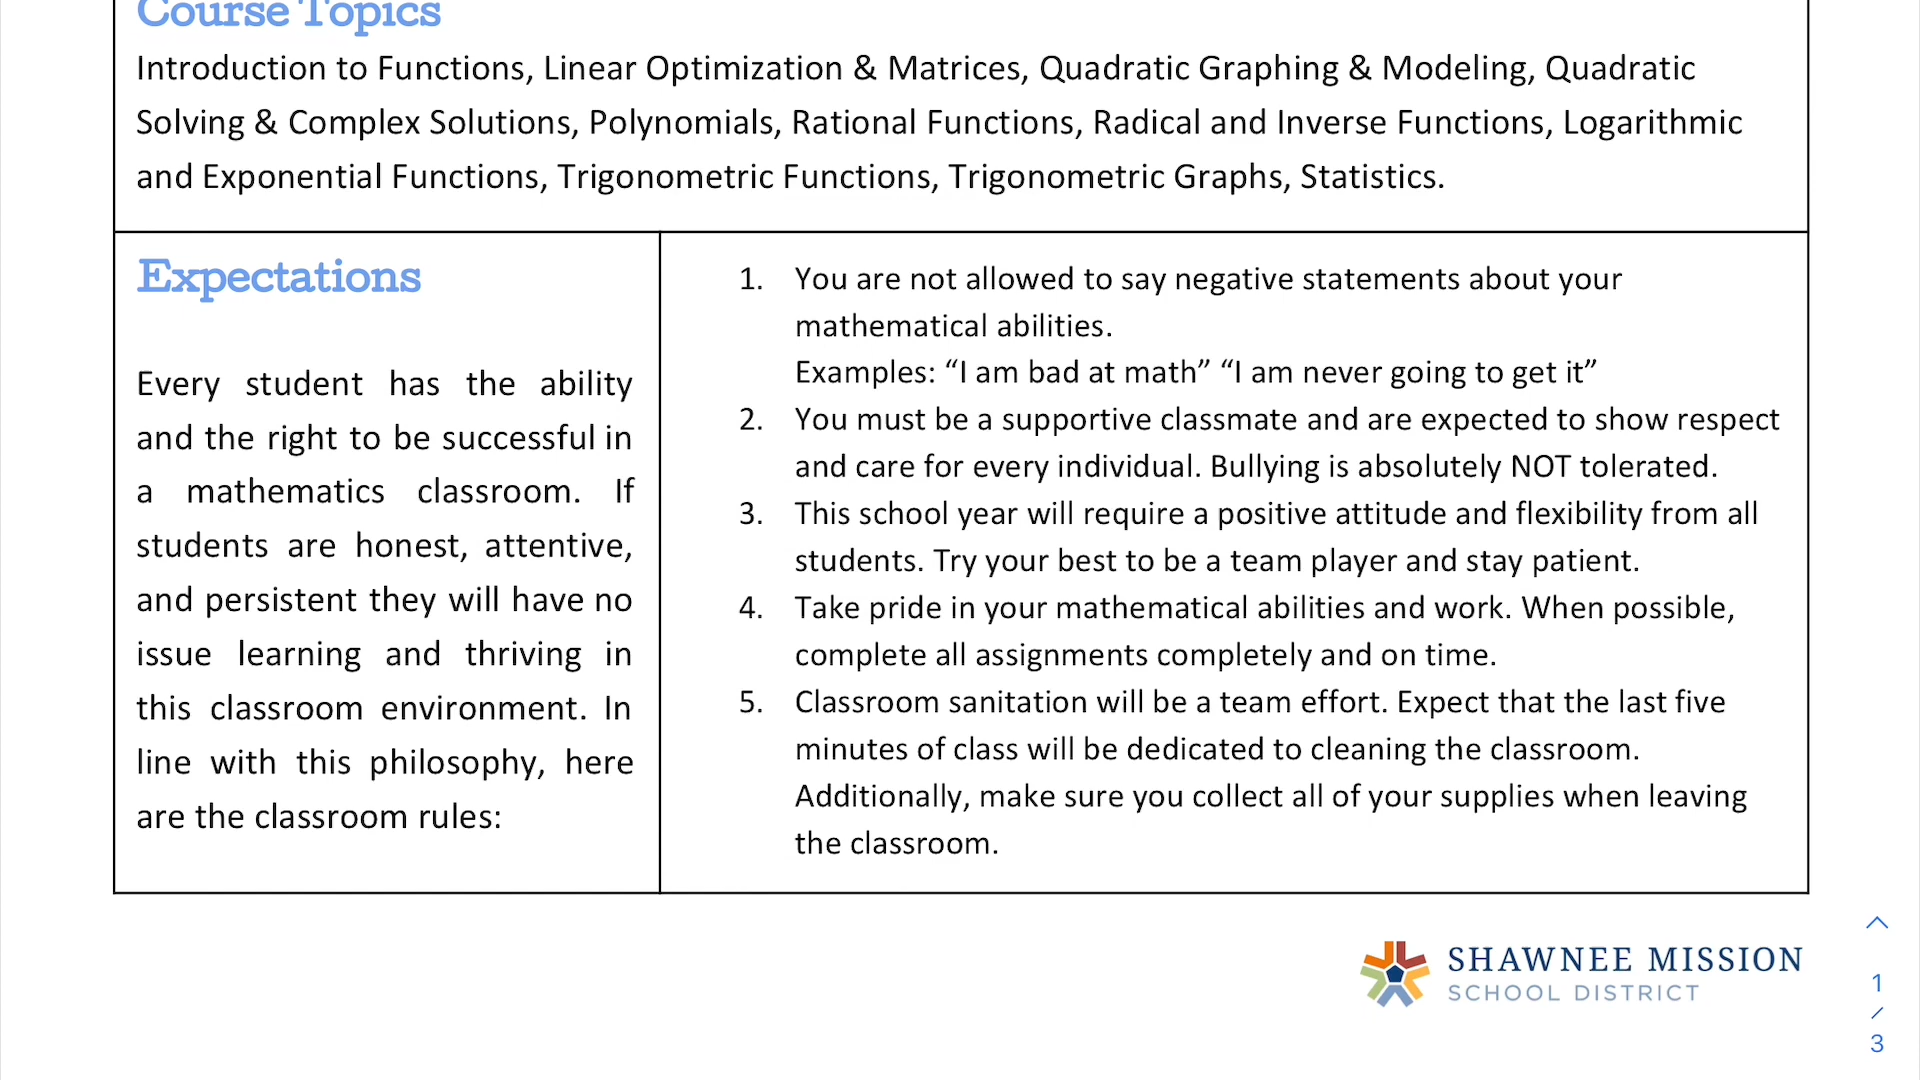 Course Topics
Introduction to Functions, Linear Optimization & Matrices, Quadratic Graphing & Modeling, Quadratic
Solving & Complex Solutions, Polynomials, Rational Functions, Radical and Inverse Functions, Logarithmic
and Exponential Functions, Trigonometric Functions, Trigonometric Graphs, Statistics.
Expectations
Every student has the ability
and the right to be successful in
a mathematics classroom. If
students are honest, attentive,
and persistent they will have no
issue learning and thriving in
this classroom environment. In
line with this philosophy, here
are the classroom rules:
1. You are not allowed to say negative statements about your
mathematical abilities.
Examples: “I am bad at math” “I am never going to get it”
2. You must be a supportive classmate and are expected to show respect
and care for every individual. Bullying is absolutely NOT tolerated.
3. This school year will require a positive attitude and flexibility from all
students. Try your best to be a team player and stay patient.
4. Take pride in your mathematical abilities and work. When possible,
complete all assignments completely and on time.
5. Classroom sanitation will be a team effort. Expect that the last five
minutes of class will be dedicated to cleaning the classroom.
Additionally, make sure you collect all of your supplies when leaving
the classroom.
SHAWNEE MISSION
SCHOOL DISTRICT
1
/
3